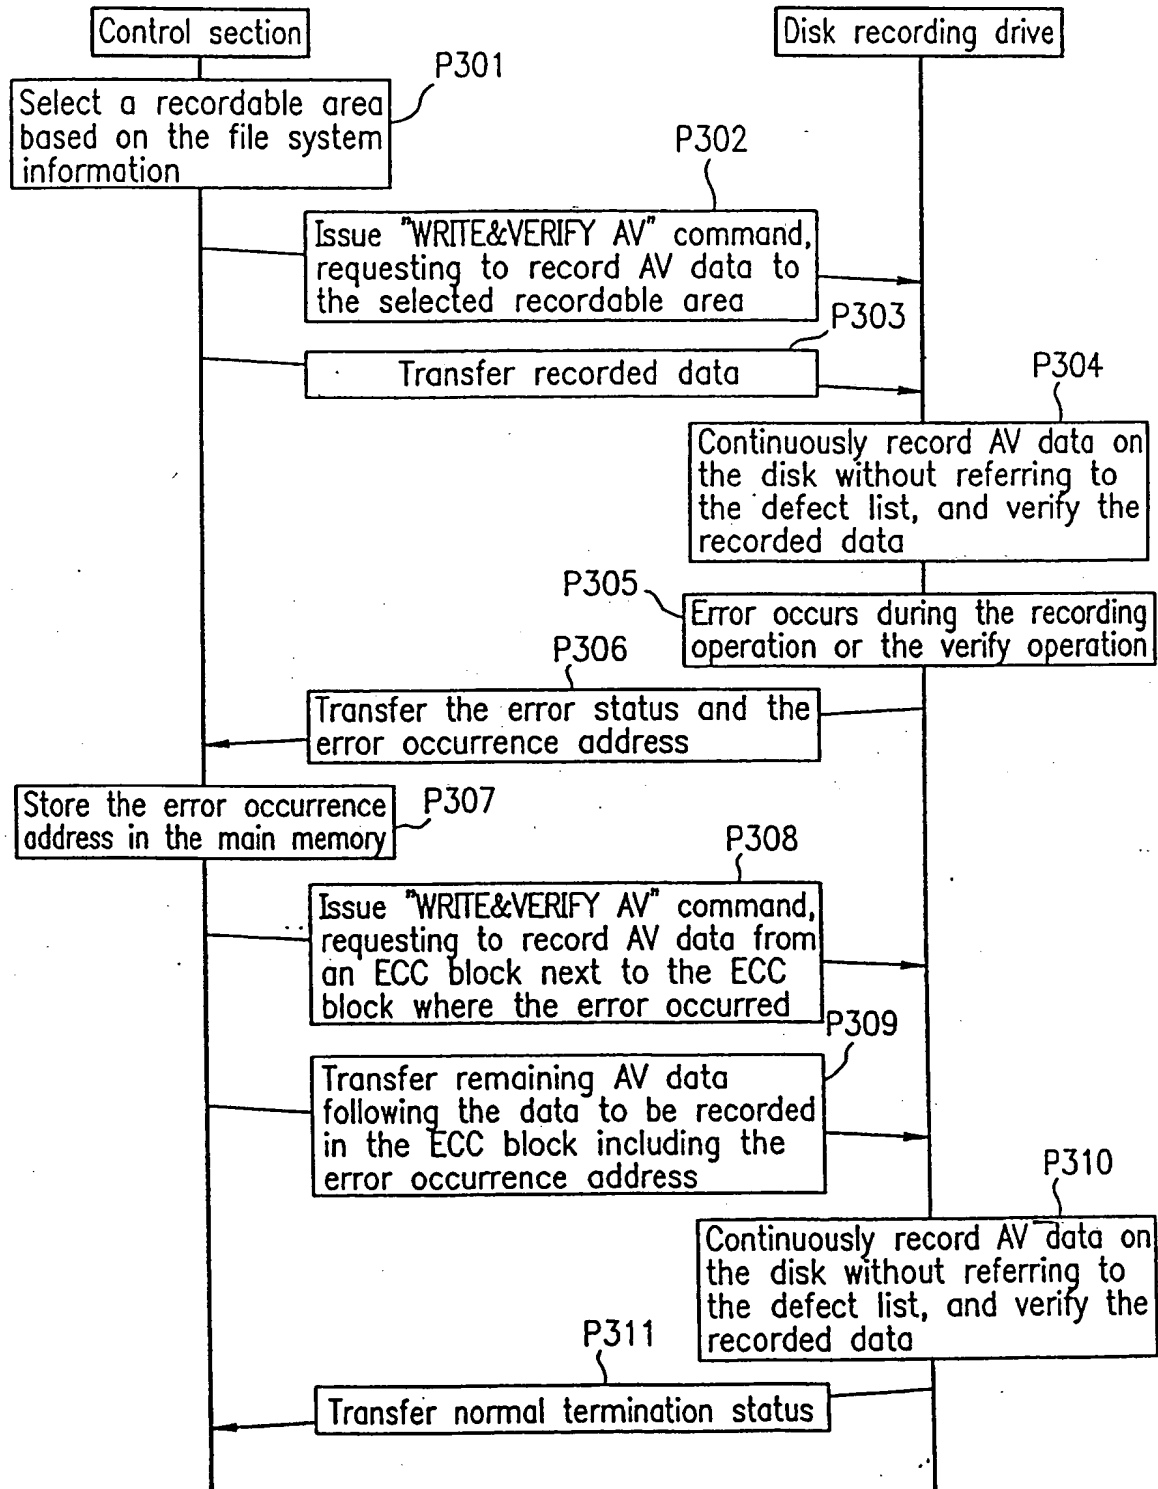 Control section
Disk recording drive
P301
Select a recordable area
based on the file system
information
P302
Issue "WRITE&VERIFY AV" command,
requesting to record AV data to
the selected recordable area
P303
Transfer recorded data
P304
Continuously record AV data on
the disk without referring to
the defect list, and verify the
recorded data
P305
Error occurs during the recording
operation or the verify operation
P306
Transfer the error status and the
error occurrence address
Store the error occurrence
address in the main memory
P307
P308
Issue "WRITE&VERIFY AV" command,
requesting to record AV data from
an ECC block next to the ECC
block where the error occurred
P309
Transfer remaining AV data
following the data to be recorded
in the ECC block including the
error occurrence address
P310
Continuously record AV data on
the disk without referring to
the defect list, and verify the
recorded data
P311
Transfer normal termination status